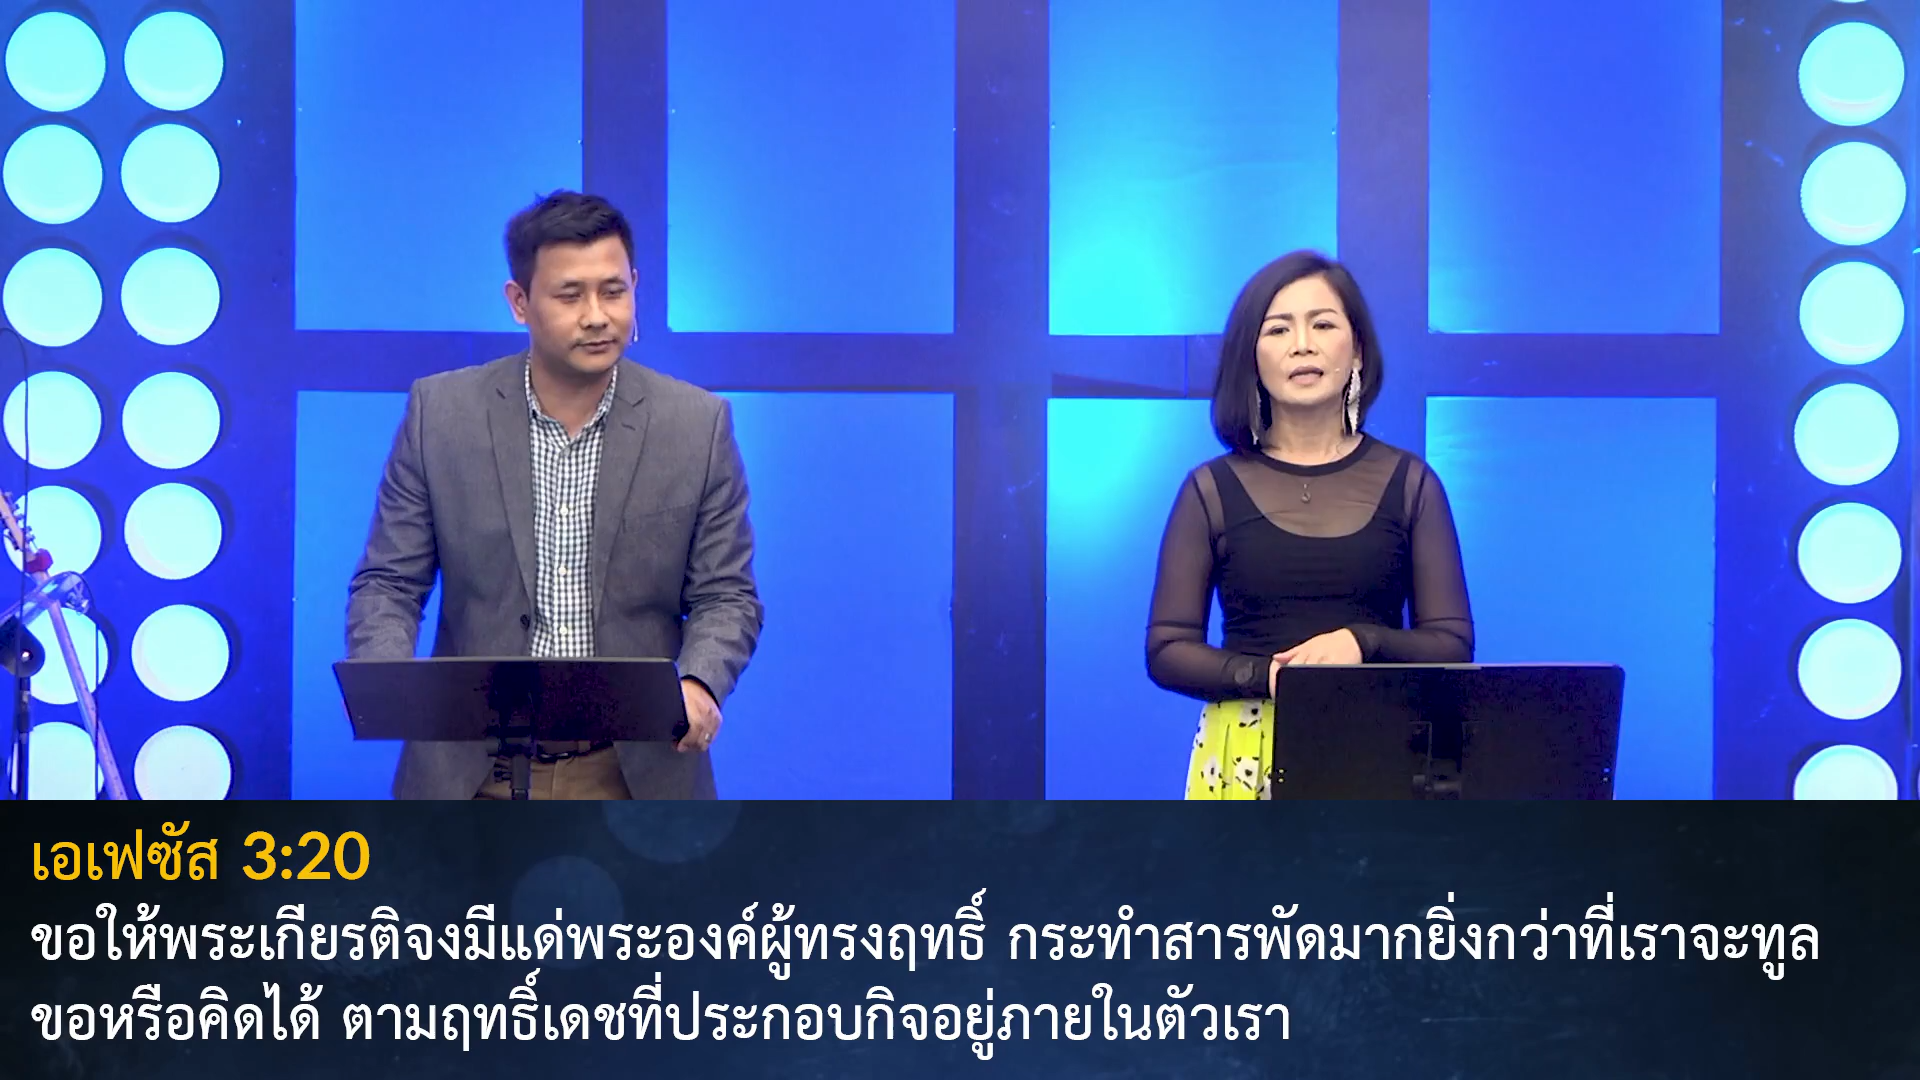 เอเฟซัส 3:20
ขอให้พระเกียรติจงมีแด่พระองค์ผู้ทรงฤทธิ์ กระทำสารพัดมากยิ่งกว่าที่เราจะทูล
ขอหรือคิดได้ ตามฤทธิ์เดชที่ประกอบกิจอยู่ภายในตัวเรา